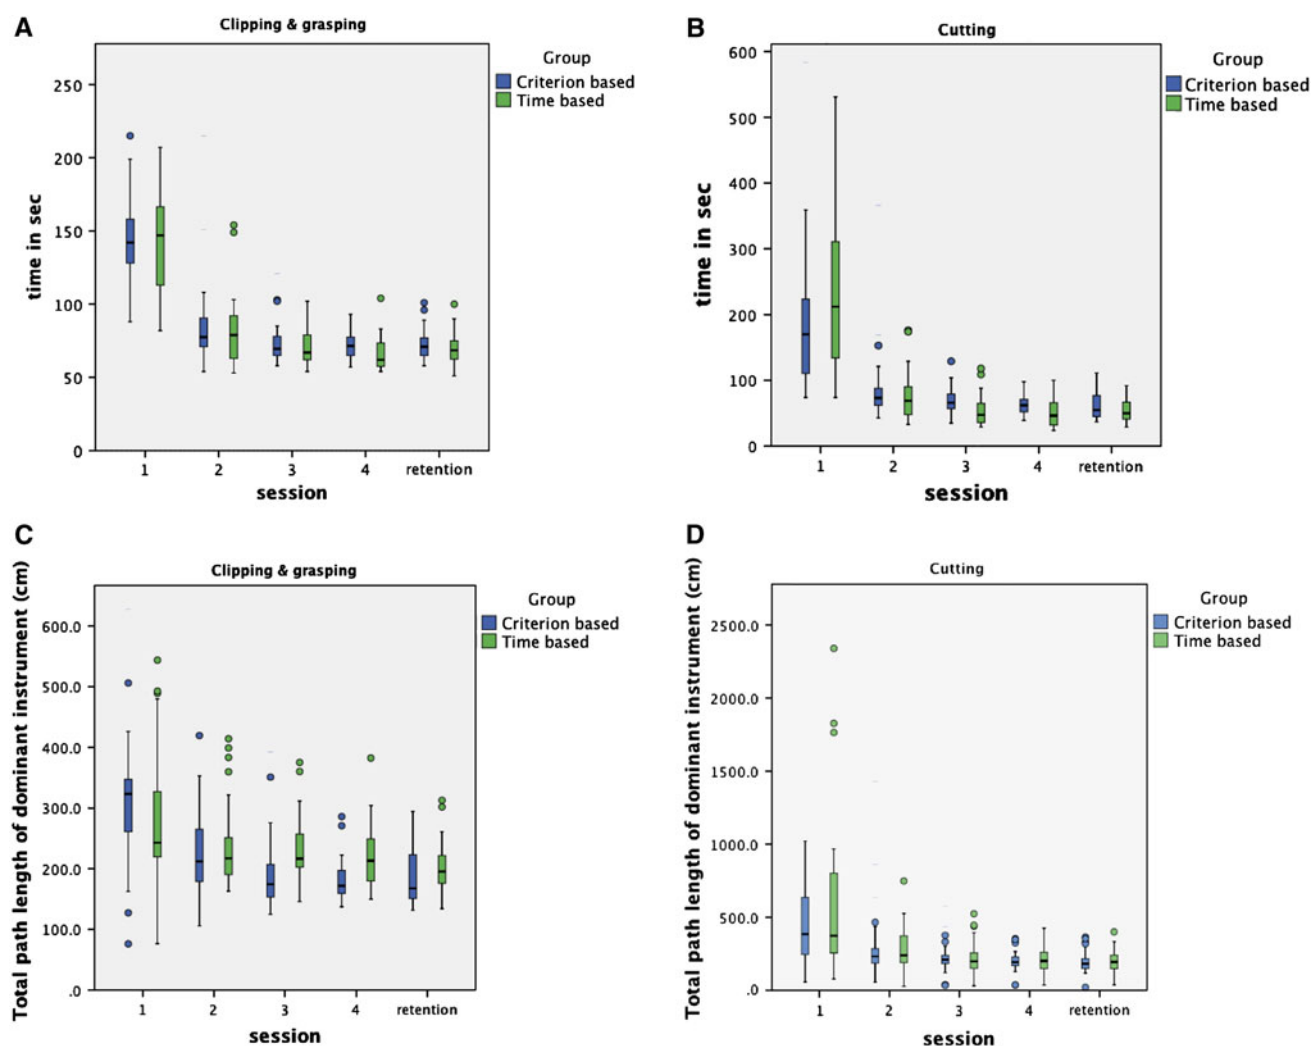 A
Clipping & grasping
time in sec
250
200
150
100
50
0
1 2 3 4 retention
session
Group
Criterion based
Time based
B
Cutting
time in sec
600
500
400
300
200
100
0
1 2 3 4 retention
session
Group
Criterion based
Time based
C
Clipping & grasping
Total path length of dominant instrument (cm)
600.0
500.0
400.0
300.0
200.0
100.0
.0
1 2 3 4 retention
session
Group
Criterion based
Time based
D
Cutting
Total path length of dominant instrument (cm)
2500.0
2000.0
1500.0
1000.0
500.0
.0
1 2 3 4 retention
session
Group
Criterion based
Time based